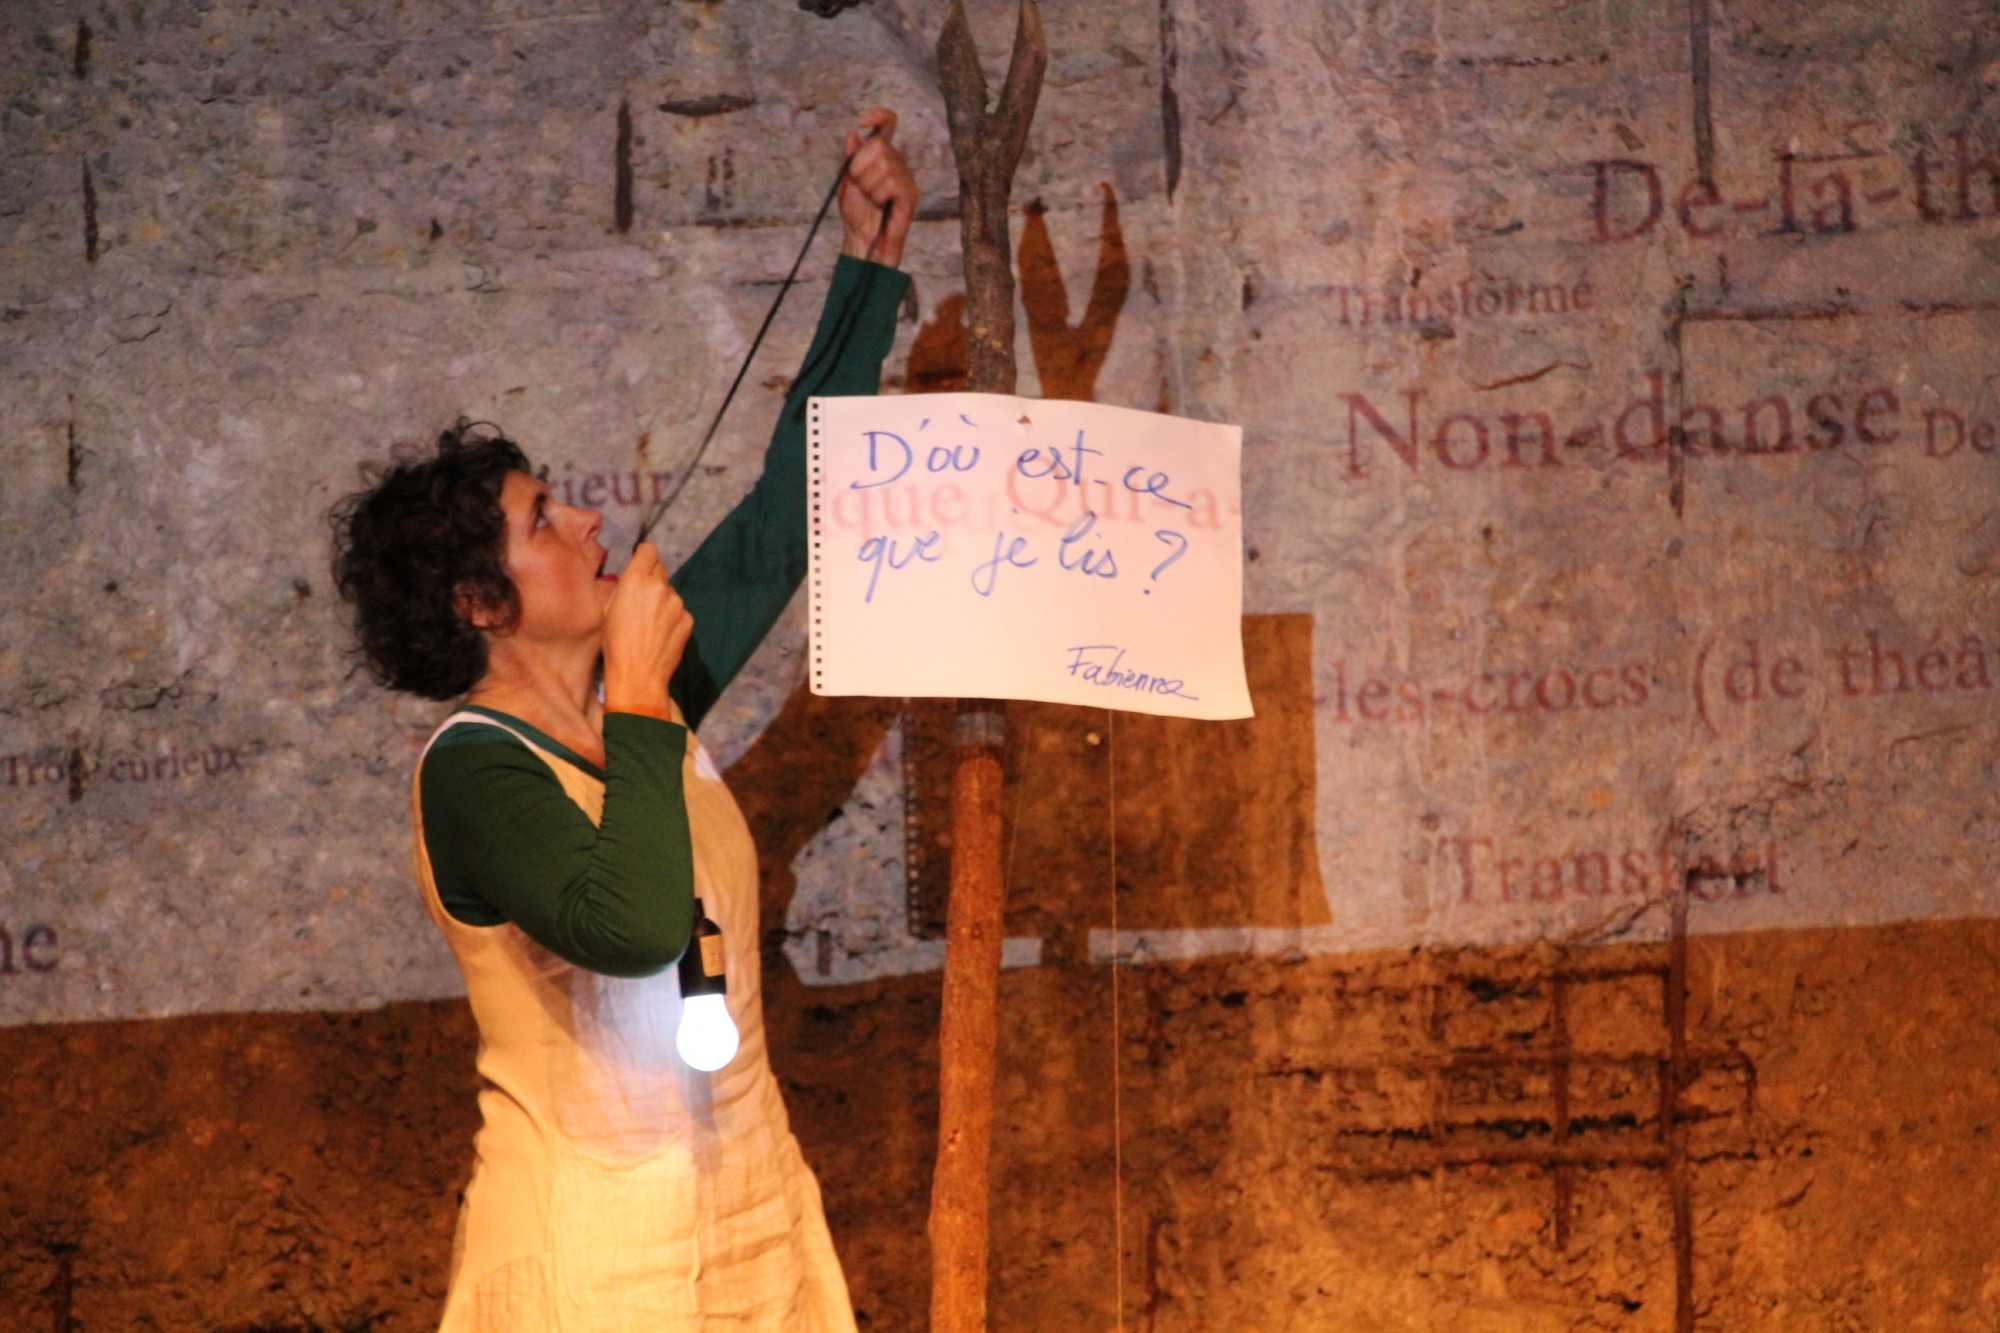 De-la-th
Transforme
Non-danse De
rieur
D'où est-ce
que Qui-a-
que je lis ?
Fabienne
-les-crocs (de théâ
Trop curieux
Transfert
ne